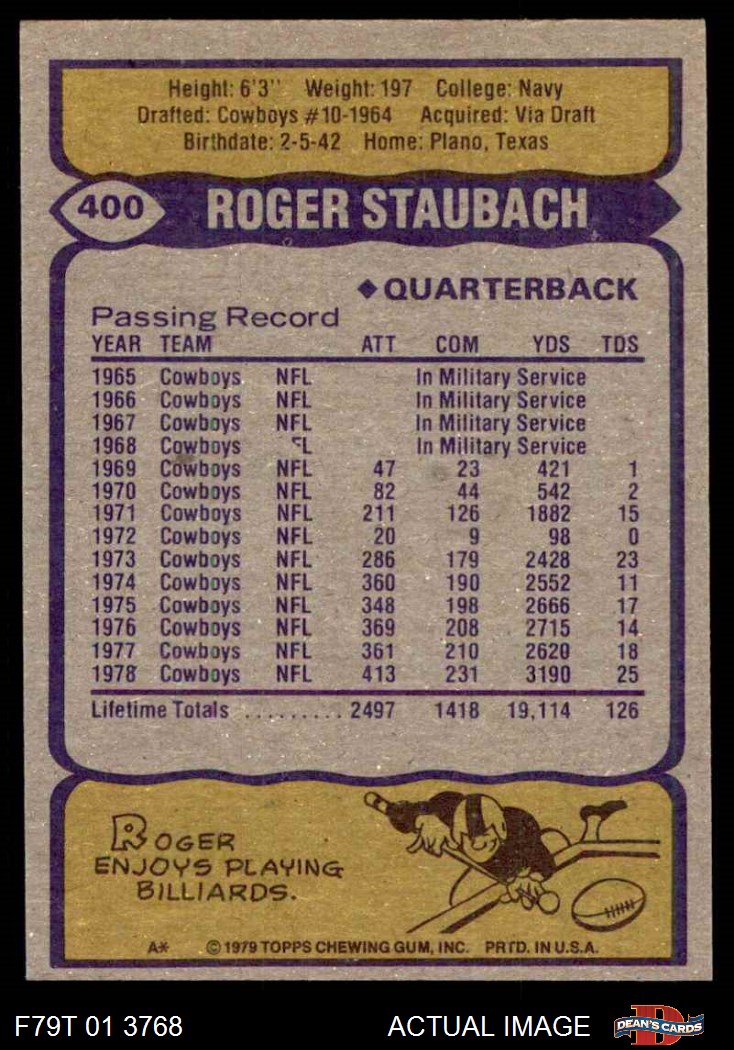 Height: 6'3" Weight: 197 College: Navy
Drafted: Cowboys #10-1964 Acquired: Via Draft
Birthdate: 2-5-42 Home: Plano, Texas
400 ROGER STAUBACH
◆QUARTERBACK
Passing Record
YEAR TEAM ATT COM YDS TDS
1965 Cowboys NFL In Military Service
1966 Cowboys NFL In Military Service
1967 Cowboys NFL In Military Service
1968 Cowboys FL In Military Service
1969 Cowboys NFL 47 23 421 1
1970 Cowboys NFL 82 44 542 2
1971 Cowboys NFL 211 126 1882 15
1972 Cowboys NFL 20 9 98 0
1973 Cowboys NFL 286 179 2428 23
1974 Cowboys NFL 360 190 2552 11
1975 Cowboys NFL 348 198 2666 17
1976 Cowboys NFL 369 208 2715 14
1977 Cowboys NFL 361 210 2620 18
1978 Cowboys NFL 413 231 3190 25
Lifetime Totals ......... 2497 1418 19,114 126
ROGER
ENJOYS PLAYING
BILLIARDS.
A* © 1979 TOPPS CHEWING GUM, INC. PRTD. IN U.S.A.
F79T 01 3768 ACTUAL IMAGE D DEAN'S CARDS